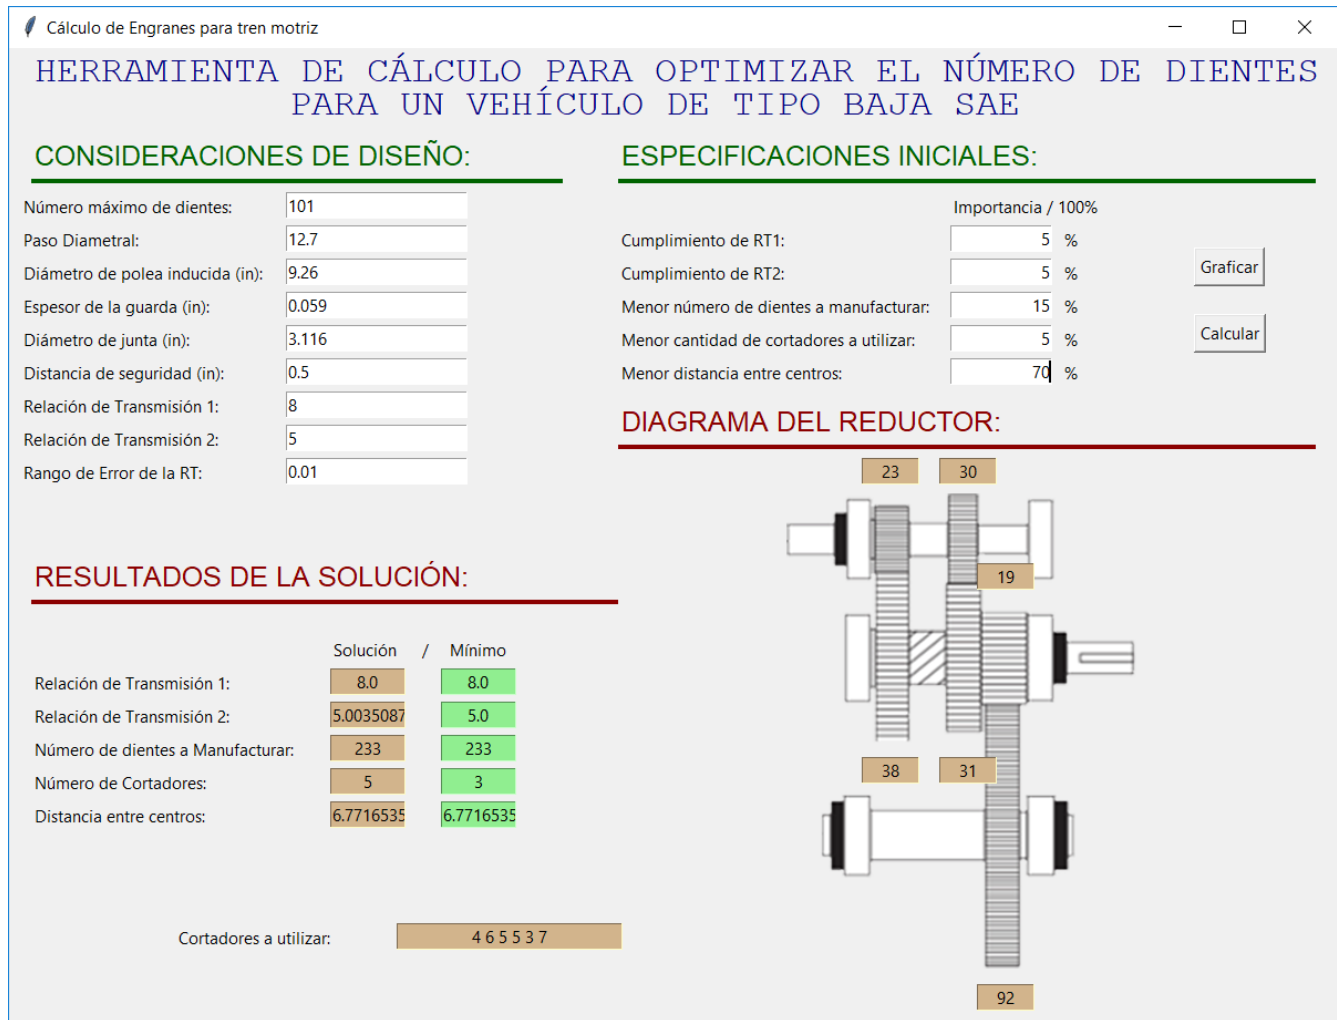 Cálculo de Engranes para tren motriz
HERRAMIENTA DE CÁLCULO PARA OPTIMIZAR EL NÚMERO DE DIENTES
PARA UN VEHÍCULO DE TIPO BAJA SAE
CONSIDERACIONES DE DISEÑO:
Número máximo de dientes: 101
Paso Diametral: 12.7
Diámetro de polea inducida (in): 9.26
Espesor de la guarda (in): 0.059
Diámetro de junta (in): 3.116
Distancia de seguridad (in): 0.5
Relación de Transmisión 1: 8
Relación de Transmisión 2: 5
Rango de Error de la RT: 0.01
ESPECIFICACIONES INICIALES:
Importancia / 100%
Cumplimiento de RT1: 5 %
Cumplimiento de RT2: 5 %
Menor número de dientes a manufacturar: 15 %
Menor cantidad de cortadores a utilizar: 5 %
Menor distancia entre centros: 70 %
Graficar
Calcular
DIAGRAMA DEL REDUCTOR:
23 30
19
38 31
92
RESULTADOS DE LA SOLUCIÓN:
Solución / Mínimo
Relación de Transmisión 1: 8.0 8.0
Relación de Transmisión 2: 5.0035087 5.0
Número de dientes a Manufacturar: 233 233
Número de Cortadores: 5 3
Distancia entre centros: 6.7716535 6.7716535
Cortadores a utilizar: 4 6 5 5 3 7